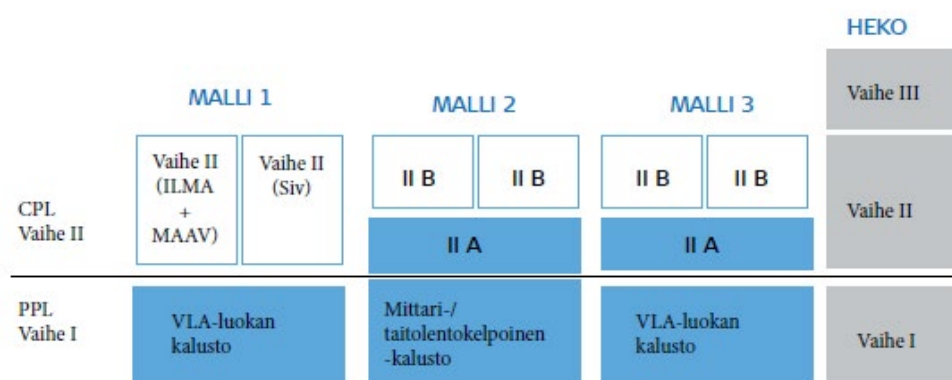 HEKO
Vaihe III
MALLI 1
MALLI 2
MALLI 3
CPL
Vaihe II
Vaihe II
(ILMA
+
MAAV)
Vaihe II
(Siv)
II B
II B
II A
II B
II B
II A
Vaihe II
PPL
Vaihe I
VLA-luokan
kalusto
Mittari-/
taitolentokelpoinen
-kalusto
VLA-luokan
kalusto
Vaihe I